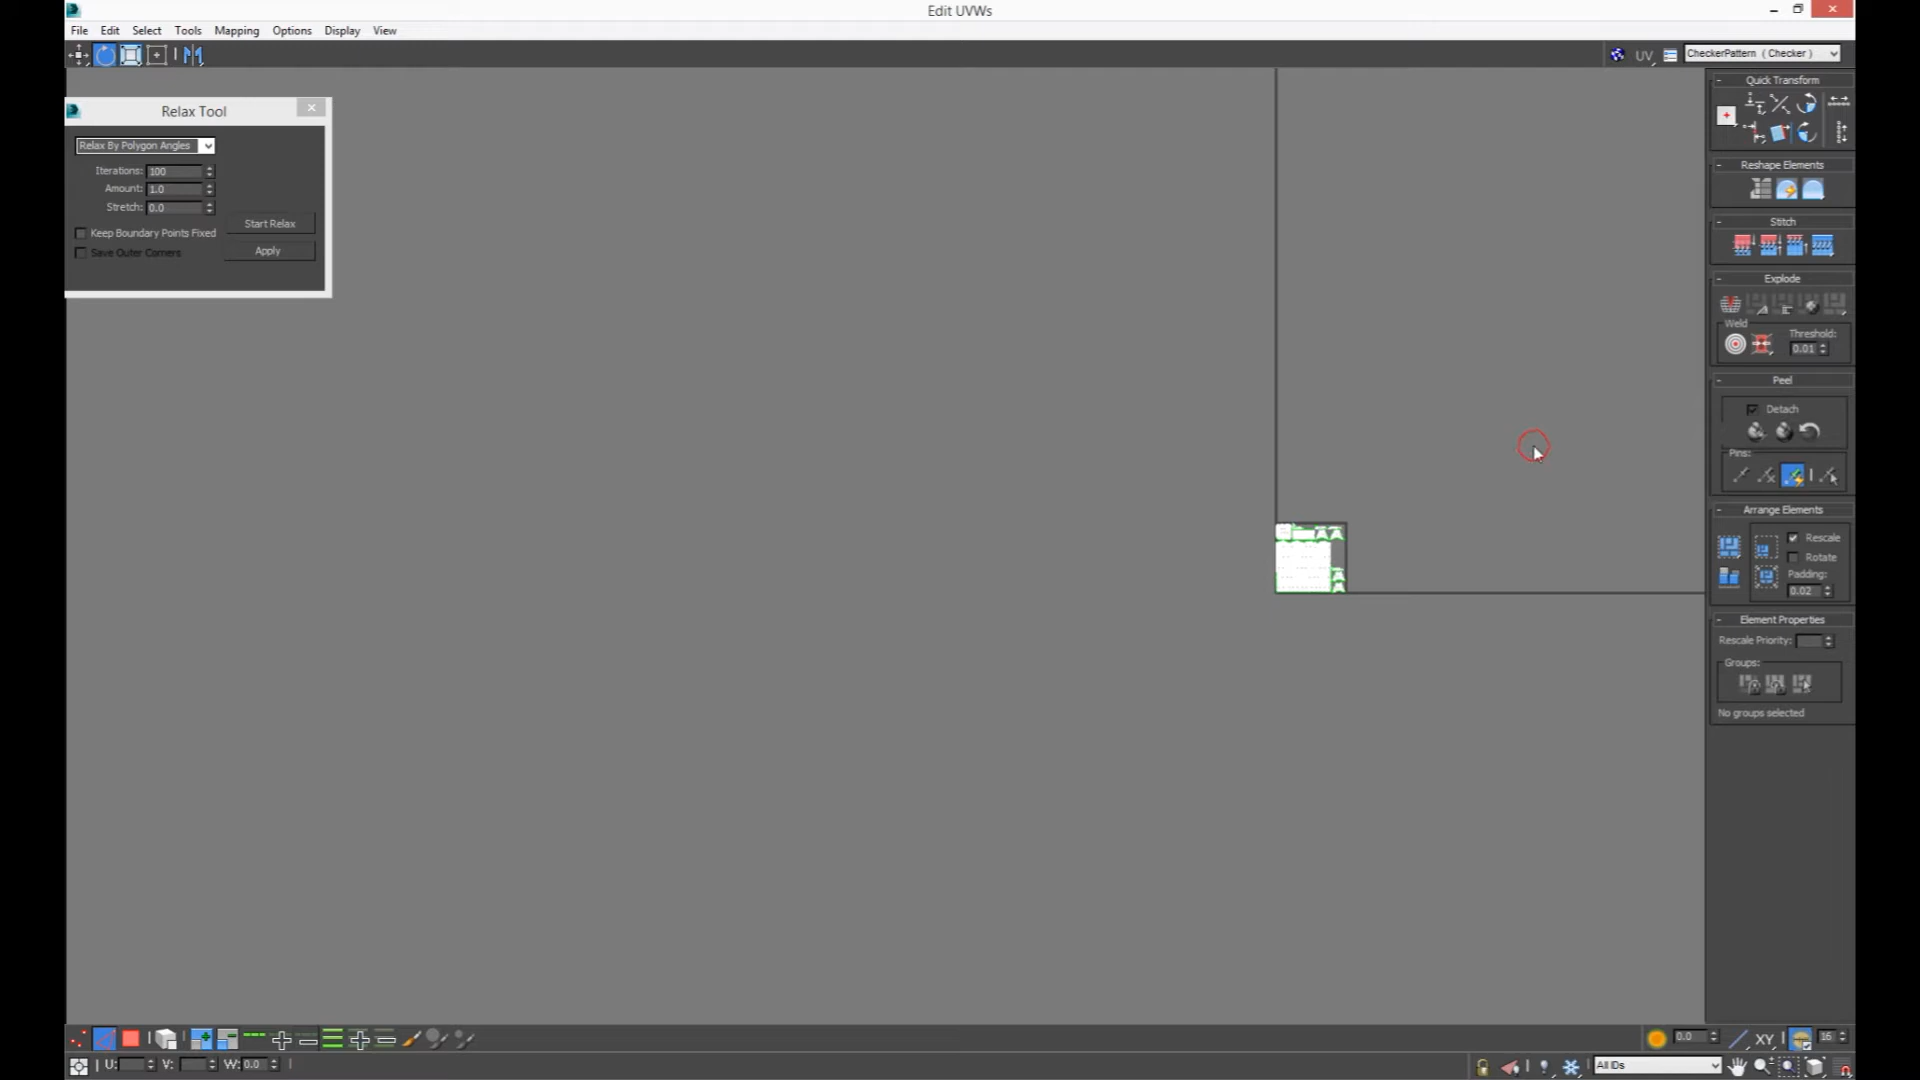 Edit UVWs
File Edit Select Tools Mapping Options Display View
UV CheckerPattern ( Checker )
Relax Tool
Relax By Polygon Angles
Iterations: 100
Amount: 1.0
Stretch: 0.0
Start Relax
Keep Boundary Points Fixed
Apply
Save Outer Corners
Quick Transform
Reshape Elements
Stitch
Explode
Weld
Threshold:
0.01
Peel
Detach
Pins:
Arrange Elements
Rescale
Rotate
Padding:
0.02
Element Properties
Rescale Priority:
Groups:
No groups selected
0.0 XY 16
U: V: W: 0.0 All IDs